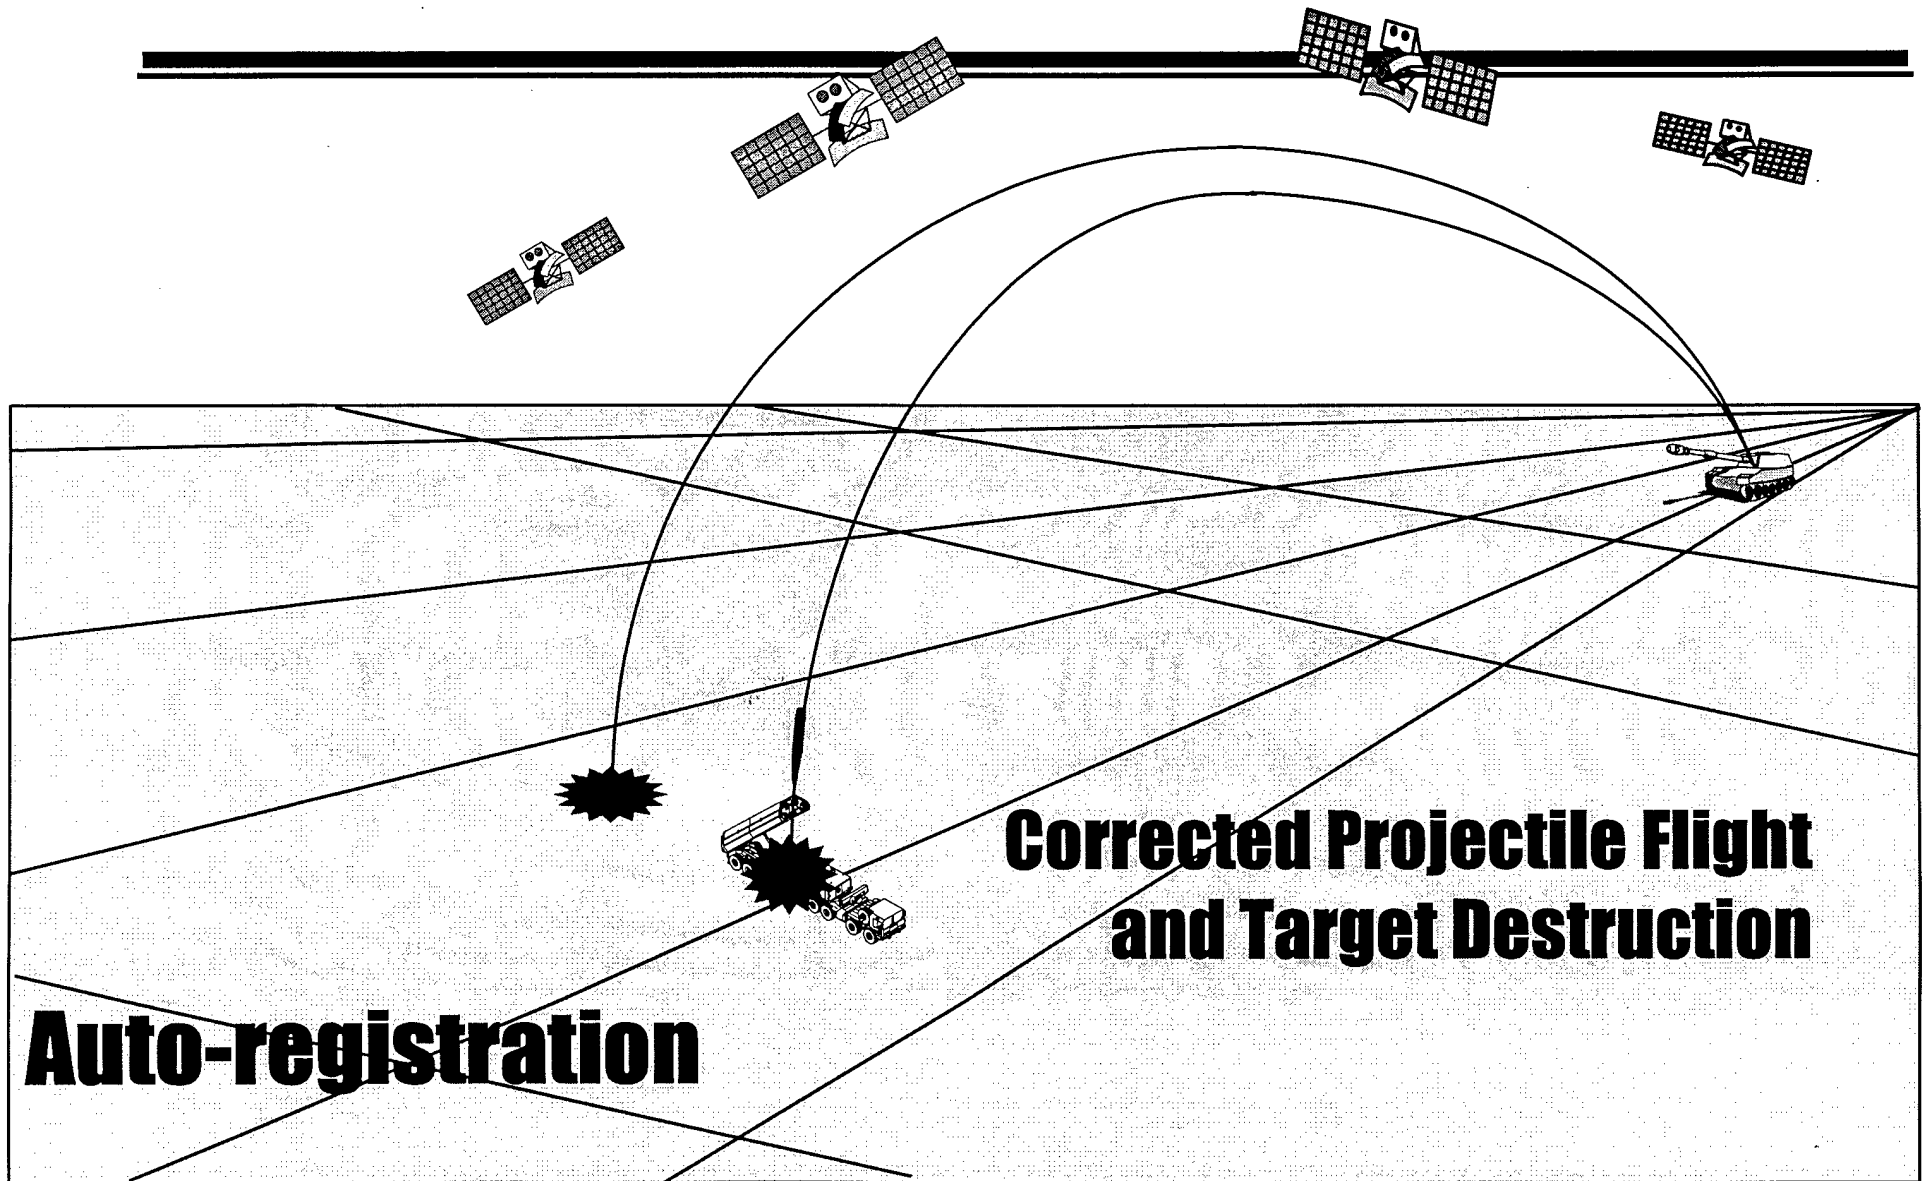 Corrected Projectile Flight
and Target Destruction
Auto-registration